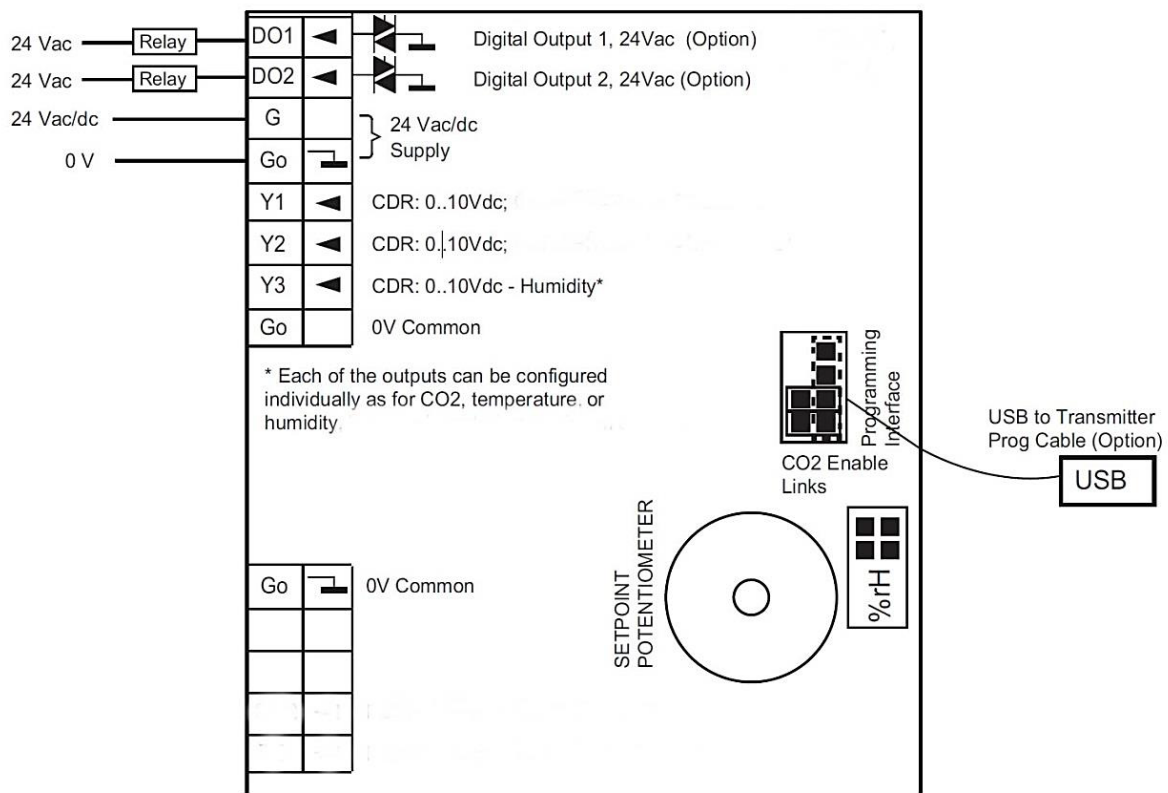 24 Vac
Relay
DO1
Digital Output 1, 24Vac (Option)
24 Vac
Relay
DO2
Digital Output 2, 24Vac (Option)
24 Vac/dc
G
24 Vac/dc
Supply
0 V
Go
Y1
CDR: 0..10Vdc;
Y2
CDR: 0..10Vdc;
Y3
CDR: 0..10Vdc - Humidity*
Go
0V Common
* Each of the outputs can be configured
individually as for CO2, temperature. or
humidity.
Programming
Interface
CO2 Enable
Links
USB to Transmitter
Prog Cable (Option)
USB
SETPOINT
POTENTIOMETER
%rH
Go
0V Common